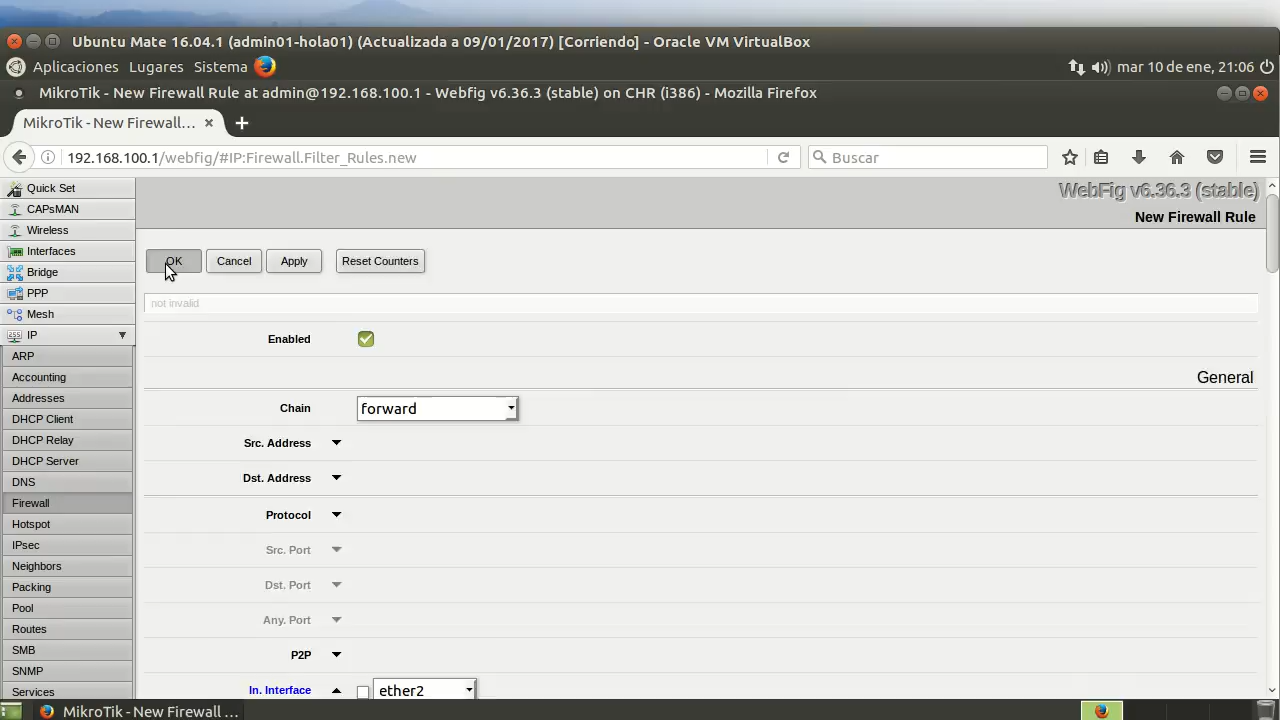 Ubuntu Mate 16.04.1 (admin01-hola01) (Actualizada a 09/01/2017) [Corriendo] - Oracle VM VirtualBox
Aplicaciones Lugares Sistema mar 10 de ene, 21:06
MikroTik - New Firewall Rule at admin@192.168.100.1 - Webfig v6.36.3 (stable) on CHR (i386) - Mozilla Firefox
MikroTik - New Firewall...
192.168.100.1/webfig/#IP:Firewall.Filter_Rules.new Buscar
Quick Set
CAPsMAN
Wireless
Interfaces
Bridge
PPP
Mesh
IP
ARP
Accounting
Addresses
DHCP Client
DHCP Relay
DHCP Server
DNS
Firewall
Hotspot
IPsec
Neighbors
Packing
Pool
Routes
SMB
SNMP
Services
WebFig v6.36.3 (stable)
New Firewall Rule
OK Cancel Apply Reset Counters
not invalid
Enabled
General
Chain forward
Src. Address
Dst. Address
Protocol
Src. Port
Dst. Port
Any. Port
P2P
In. Interface ether2
MikroTik - New Firewall ...